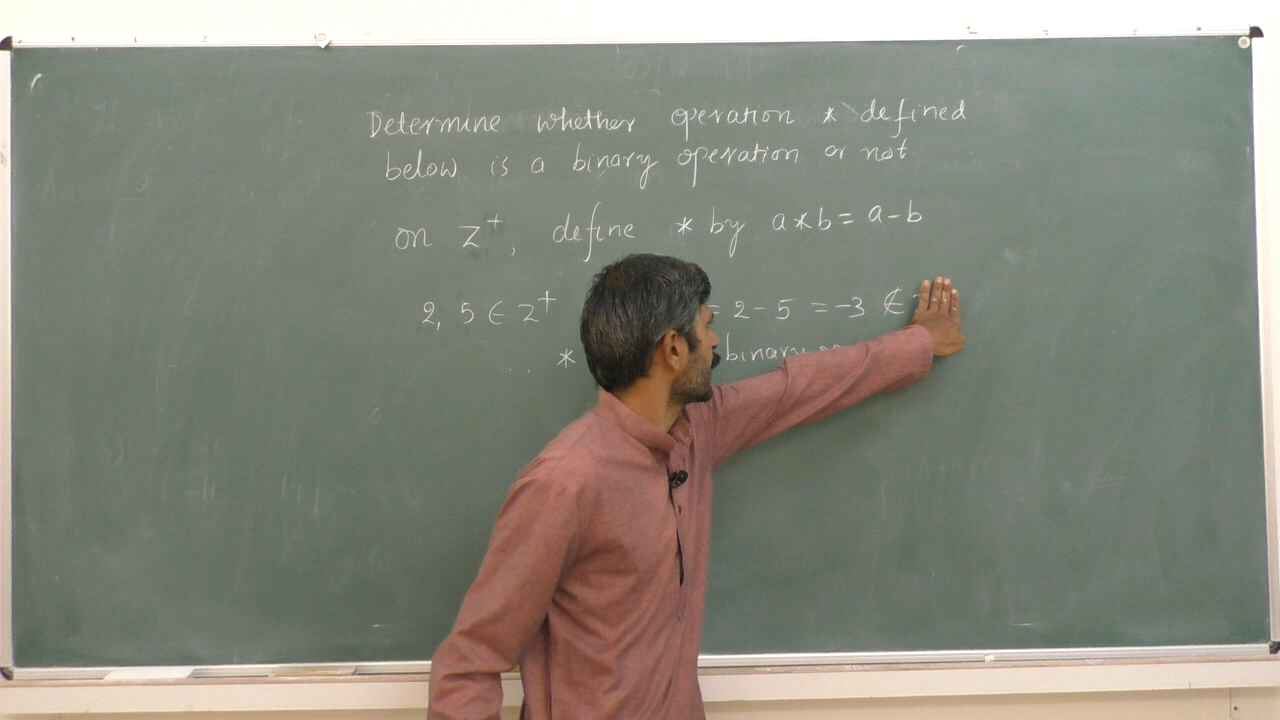 Determine whether operation * defined
below is a binary operation or not
on Z⁺, define * by a*b = a-b
2, 5 ∈ Z⁺ = 2-5 = -3 ∉
* binary